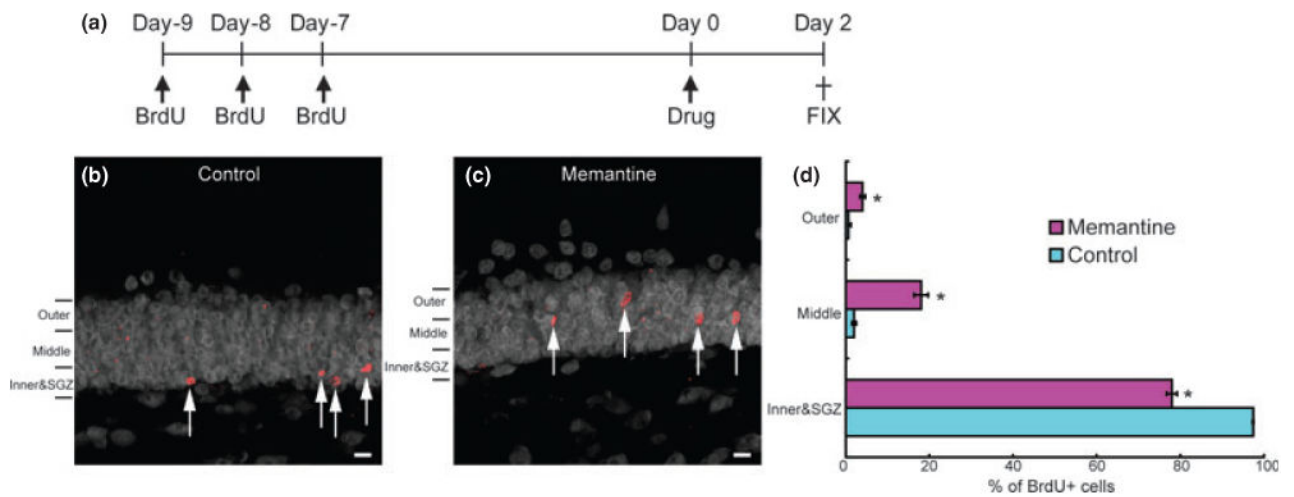 (a) Day-9 Day-8 Day-7 Day 0 Day 2
BrdU BrdU BrdU Drug FIX
(b) Control
Outer
Middle
Inner&SGZ
(c) Memantine
Outer
Middle
Inner&SGZ
(d)
Outer *
Memantine
Control
Middle *
Inner&SGZ *
0 20 40 60 80 100
% of BrdU+ cells